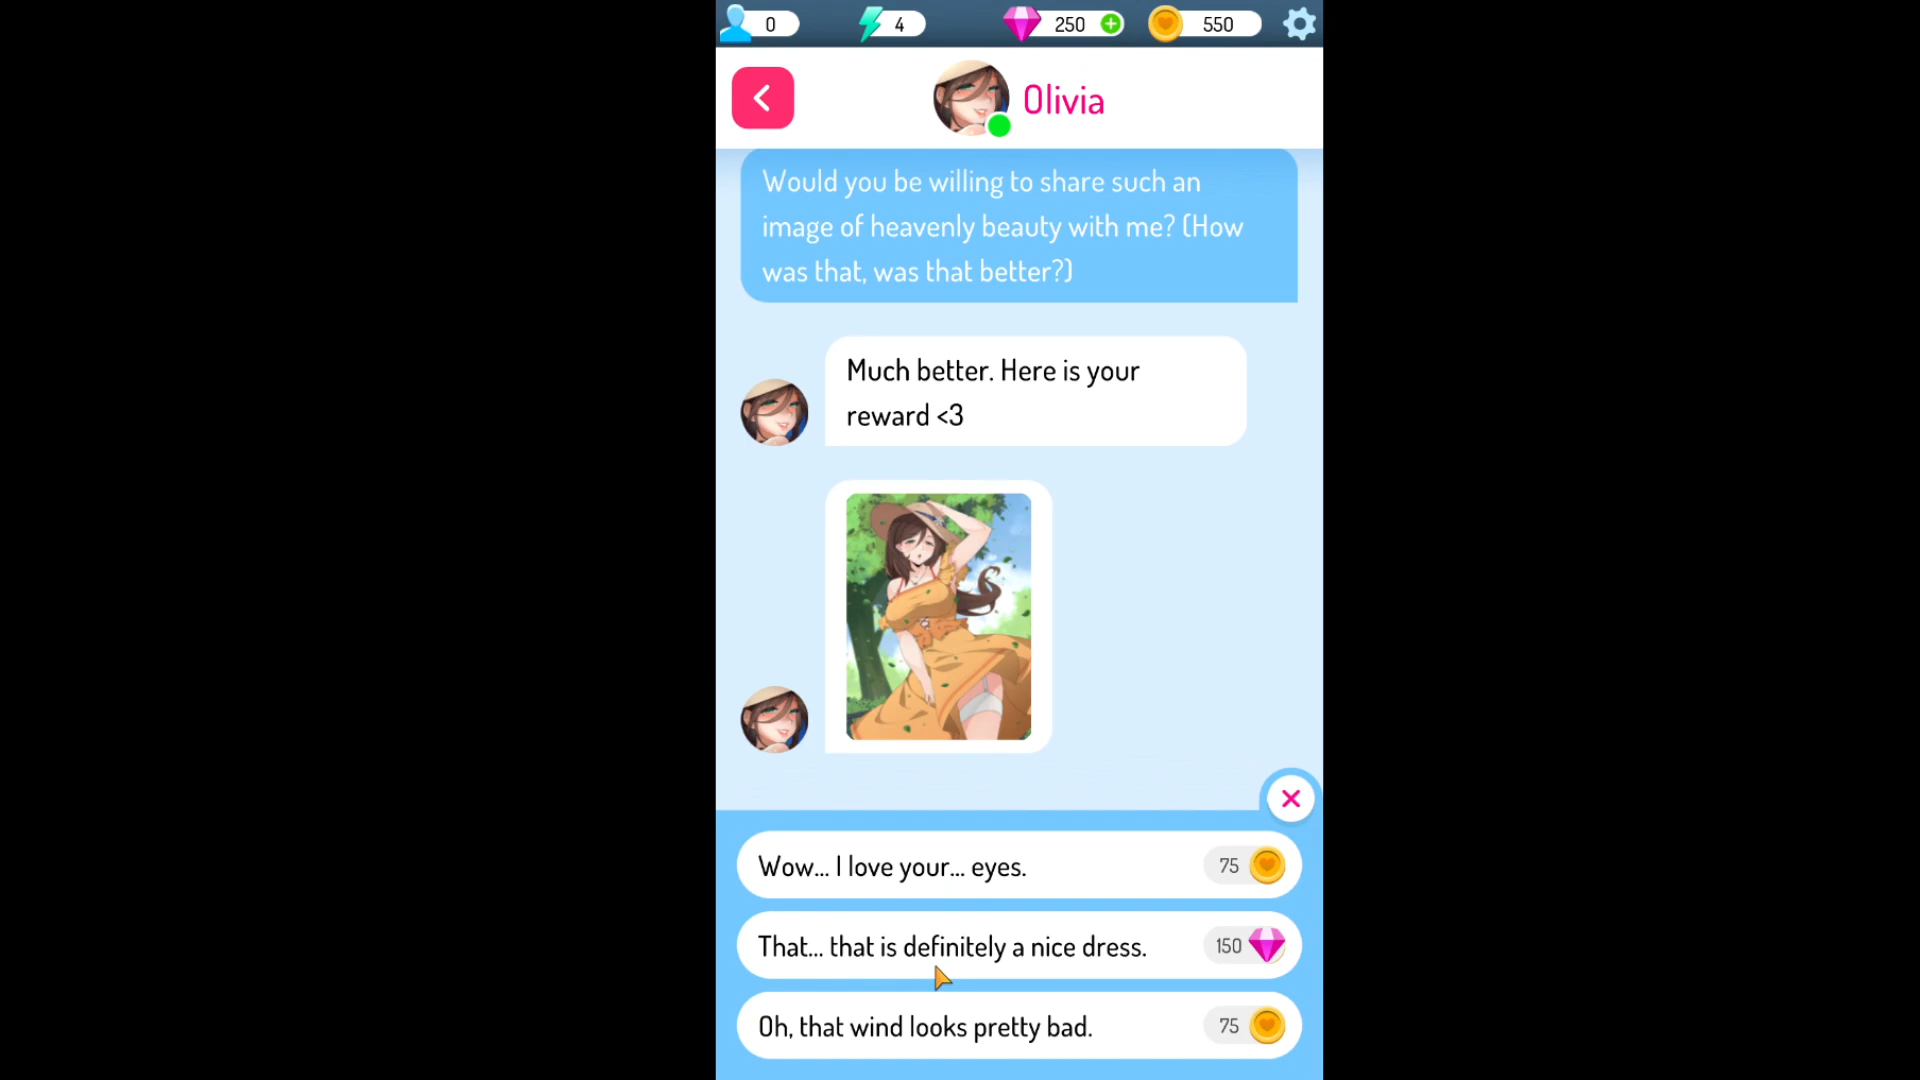 0
4
250
550
Olivia
Would you be willing to share such an
image of heavenly beauty with me? (How
was that, was that better?)
Much better. Here is your
reward <3
Wow... I love your... eyes.
75
That... that is definitely a nice dress.
150
Oh, that wind looks pretty bad.
75